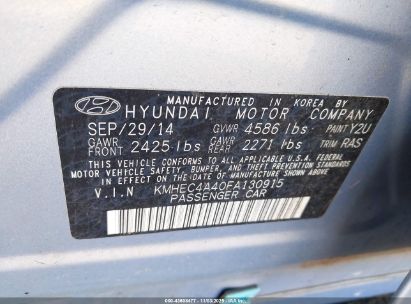 MANUFACTURED IN KOREA BY
HYUNDAI MOTOR COMPANY
SEP/29/14 GVWR 4586 lbs PAINT Y2U
GAWR FRONT 2425 lbs GAWR REAR 2271 lbs TRIM RAS
THIS VEHICLE CONFORMS TO ALL APPLICABLE U.S.A. FEDERAL
MOTOR VEHICLE SAFETY, BUMPER, AND THEFT PREVENTION STANDARDS
IN EFFECT ON THE DATE OF MANUFACTURE SHOWN ABOVE.
V.I.N KMHEC4A40FA130915
PASSENGER CAR